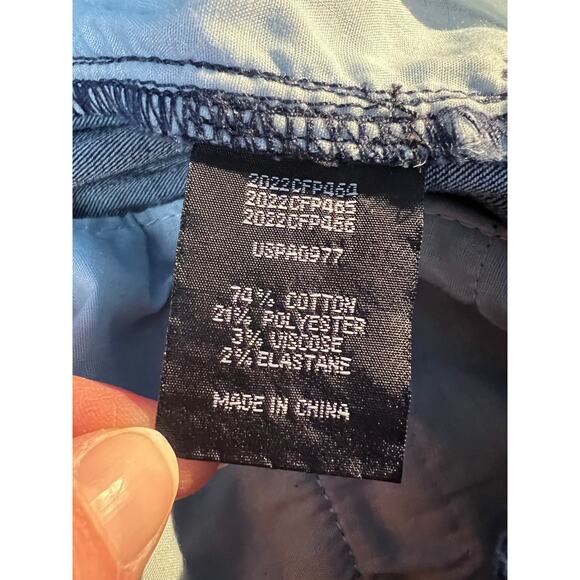 2022CFP464
2022CFP465
2022CFP466
USPA0977
74% COTTON
21% POLYESTER
3% VISCOSE
2% ELASTANE
MADE IN CHINA